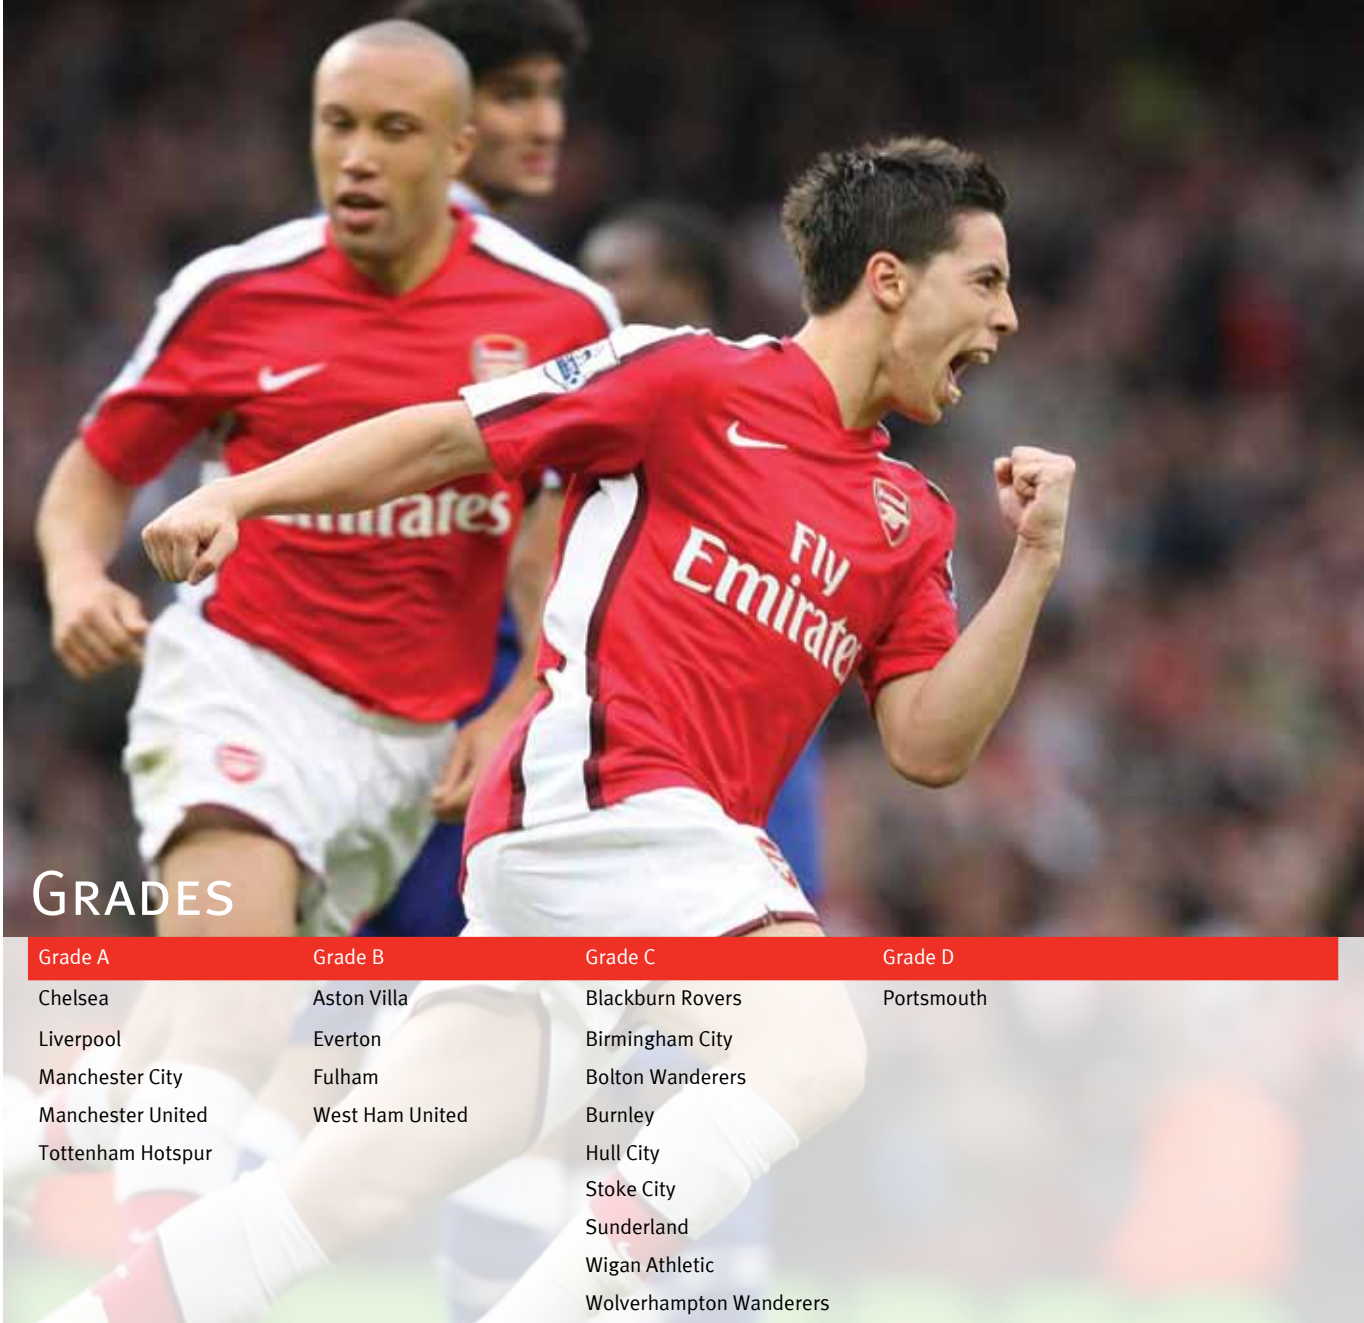 Emirates
Fly
Emirates
GRADES
Grade A Grade B Grade C Grade D
Chelsea Aston Villa Blackburn Rovers Portsmouth
Liverpool Everton Birmingham City
Manchester City Fulham Bolton Wanderers
Manchester United West Ham United Burnley
Tottenham Hotspur Hull City
Stoke City
Sunderland
Wigan Athletic
Wolverhampton Wanderers